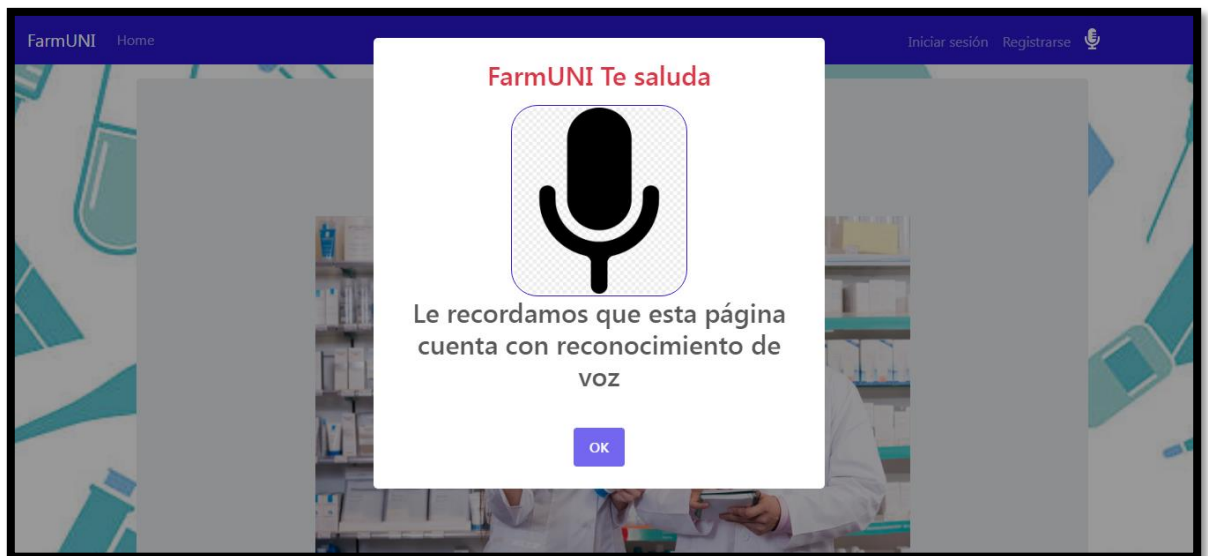 FarmUNI Home Iniciar sesión Registrarse
FarmUNI Te saluda
Le recordamos que esta página
cuenta con reconocimiento de
voz
OK